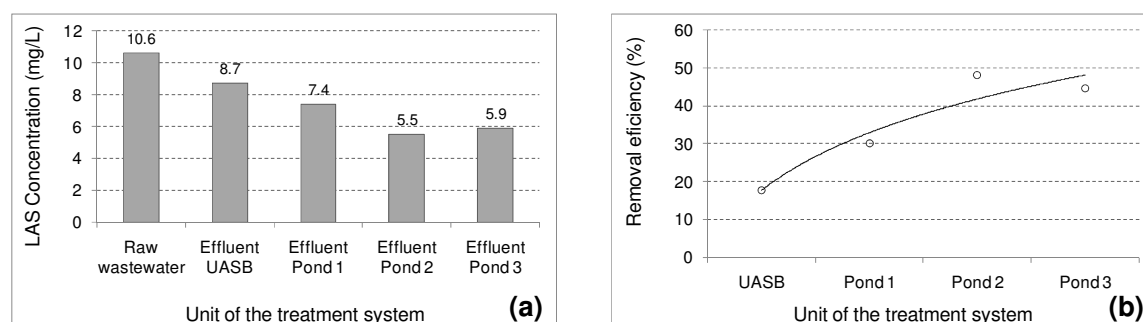 LAS Concentration (mg/L)
12
10
8
6
4
2
0
10.6
8.7
7.4
5.5
5.9
Raw
wastewater
Effluent
UASB
Effluent
Pond 1
Effluent
Pond 2
Effluent
Pond 3
Unit of the treatment system
(a)
Removal eficiency (%)
60
50
40
30
20
10
0
UASB
Pond 1
Pond 2
Pond 3
Unit of the treatment system
(b)